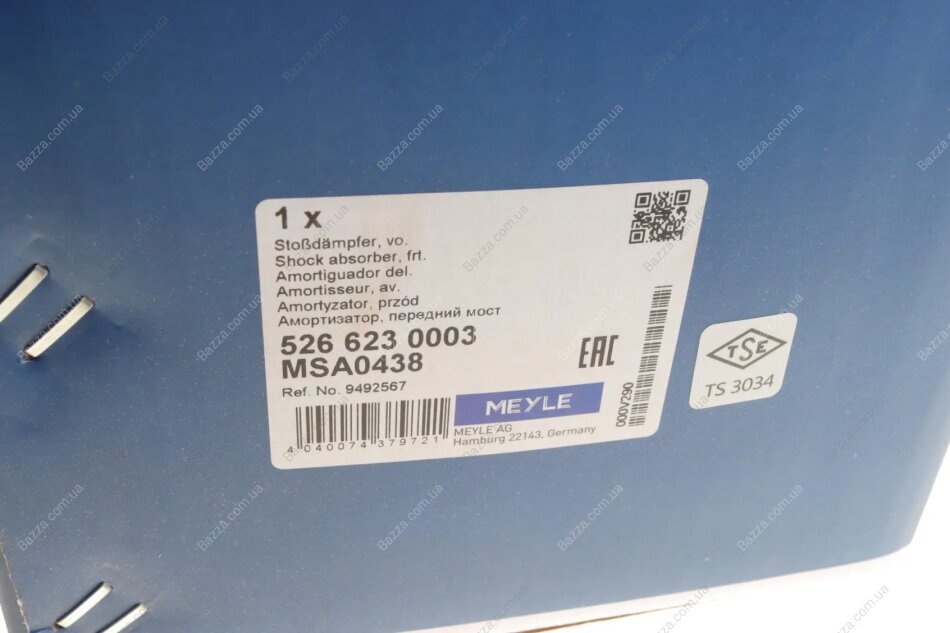 1 x
Stoßdämpfer, vo.
Shock absorber, frt.
Amortiguador del.
Amortisseur, av.
Amortyzator, przód
Амортизатор, передний мост
526 623 0003
MSA0438
Ref. No. 9492567
EAC
MEYLE
MEYLE AG
Hamburg 22143, Germany
4 040074 379721
000V290
TSE
TS 3034
Bazza.com.ua